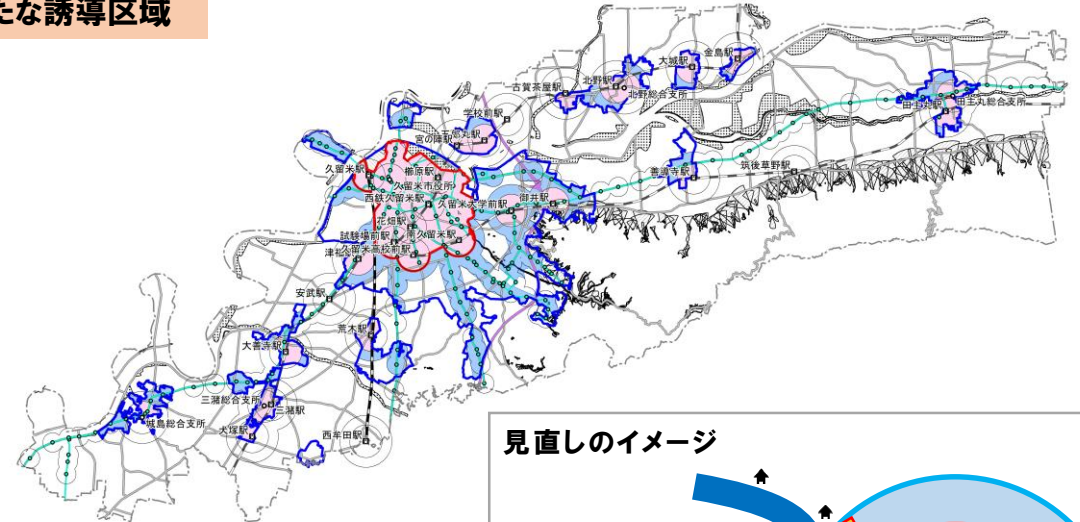 たな誘導区域
金島駅
大城駅
北野駅
古賀茶屋駅
北野総合支所
田主丸駅
田主丸総合支所
学校前駅
五郎丸駅
宮の陣駅
久留米駅
櫛原駅
善導寺駅
筑後草野駅
久留米市役所
西鉄久留米駅
久留米大学前駅
御井駅
花畑駅
試験場前駅
南久留米駅
久留米高校前駅
安武駅
荒木駅
大善寺駅
三潴総合支所
三潴駅
城島総合支所
犬塚駅
西牟田駅
見直しのイメージ